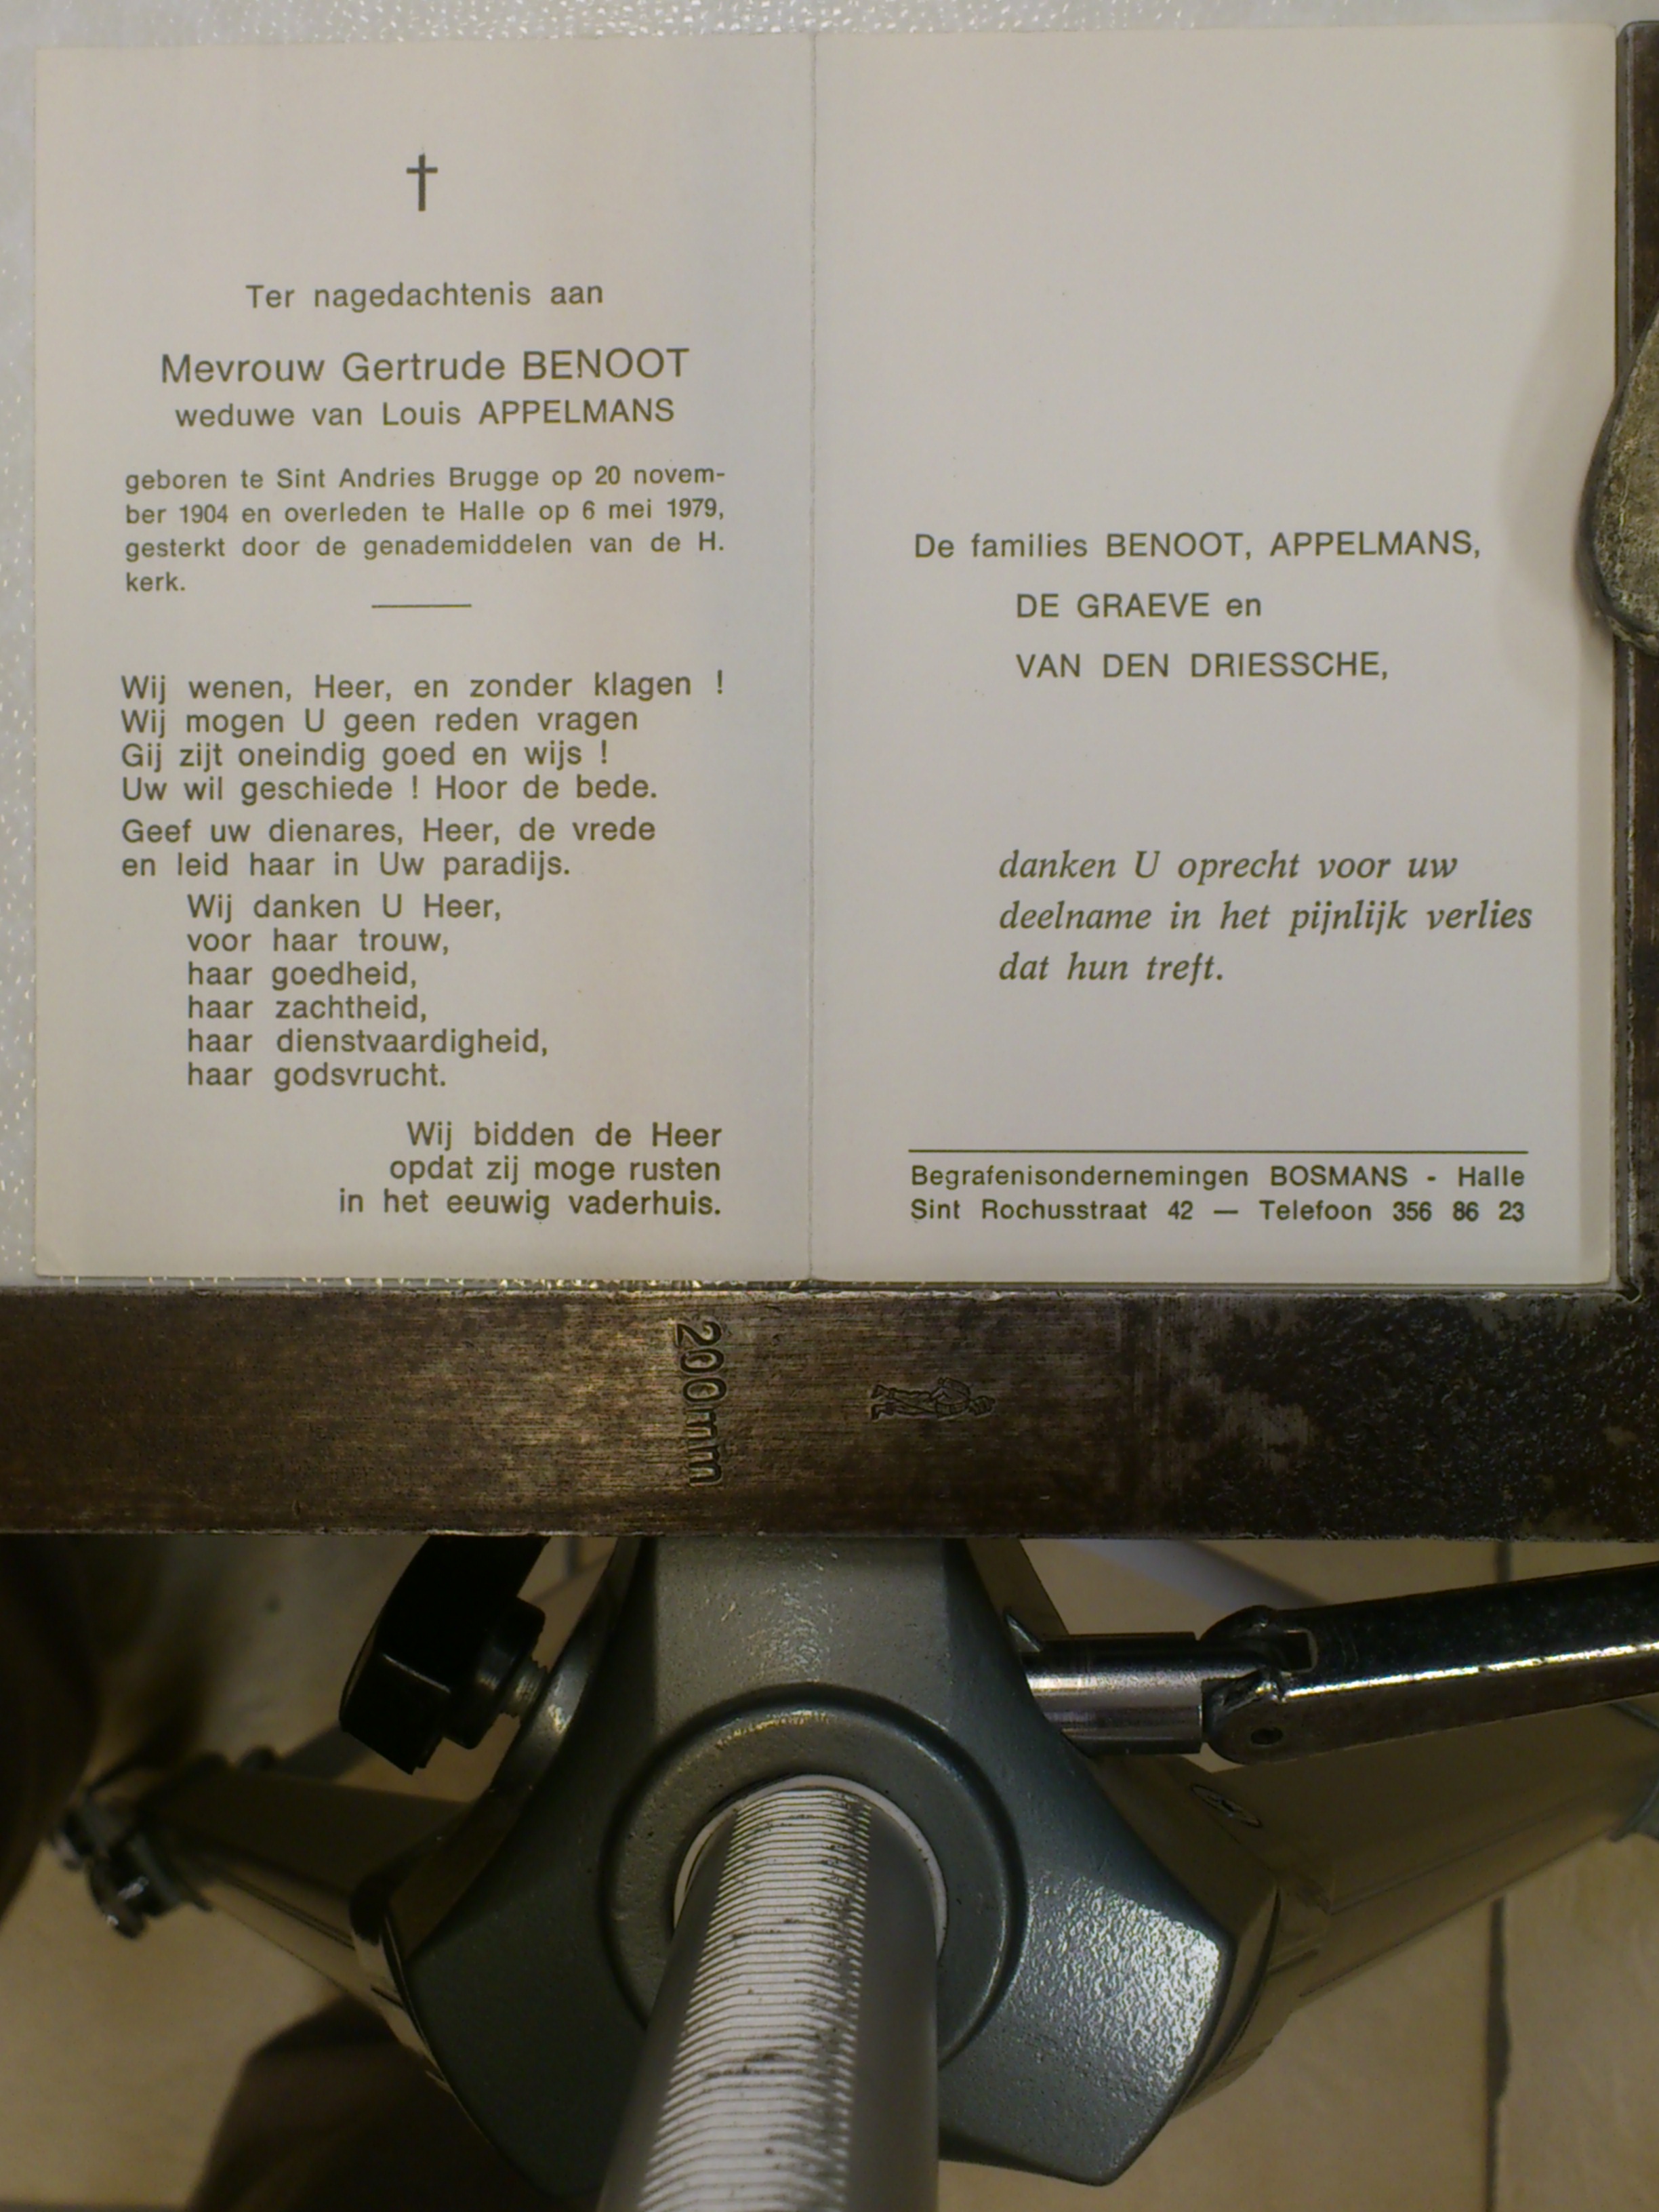 Ter nagedachtenis aan
Mevrouw Gertrude BENOOT
weduwe van Louis APPELMANS
geboren te Sint Andries Brugge op 20 novem-
ber 1904 en overleden te Halle op 6 mei 1979,
gesterkt door de genademiddelen van de H.
kerk.
Wij wenen, Heer, en zonder klagen !
Wij mogen U geen reden vragen
Gij zijt oneindig goed en wijs !
Uw wil geschiede ! Hoor de bede.
Geef uw dienares, Heer, de vrede
en leid haar in Uw paradijs.
Wij danken U Heer,
voor haar trouw,
haar goedheid,
haar zachtheid,
haar dienstvaardigheid,
haar godsvrucht.
Wij bidden de Heer
opdat zij moge rusten
in het eeuwig vaderhuis.
De families BENOOT, APPELMANS,
DE GRAEVE en
VAN DEN DRIESSCHE,
danken U oprecht voor uw
deelname in het pijnlijk verlies
dat hun treft.
Begrafenisondernemingen BOSMANS - Halle
Sint Rochusstraat 42 — Telefoon 356 86 23
200mm